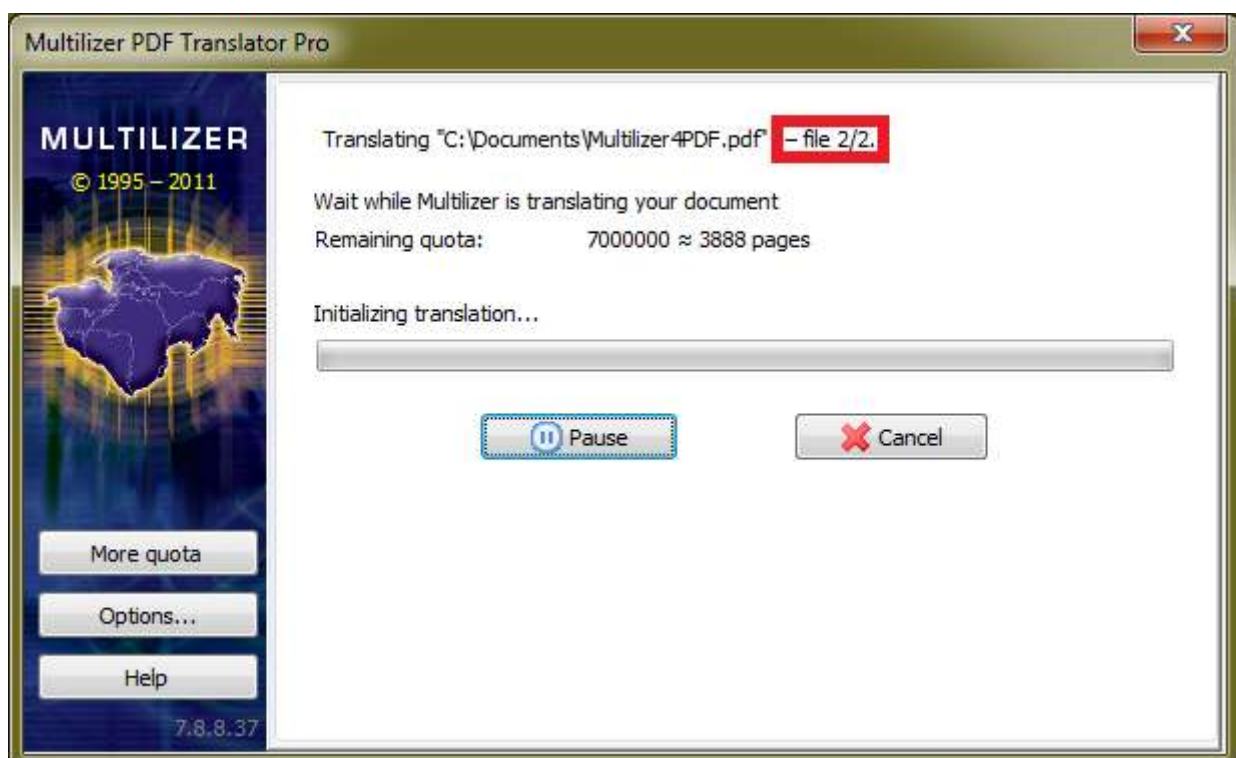 Multilizer PDF Translator Pro
MULTILIZER
© 1995 – 2011
Translating "C:\Documents\Multilizer4PDF.pdf" – file 2/2.
Wait while Multilizer is translating your document
Remaining quota: 7000000 ≈ 3888 pages
Initializing translation...
Pause Cancel
More quota
Options...
Help
7.8.8.37